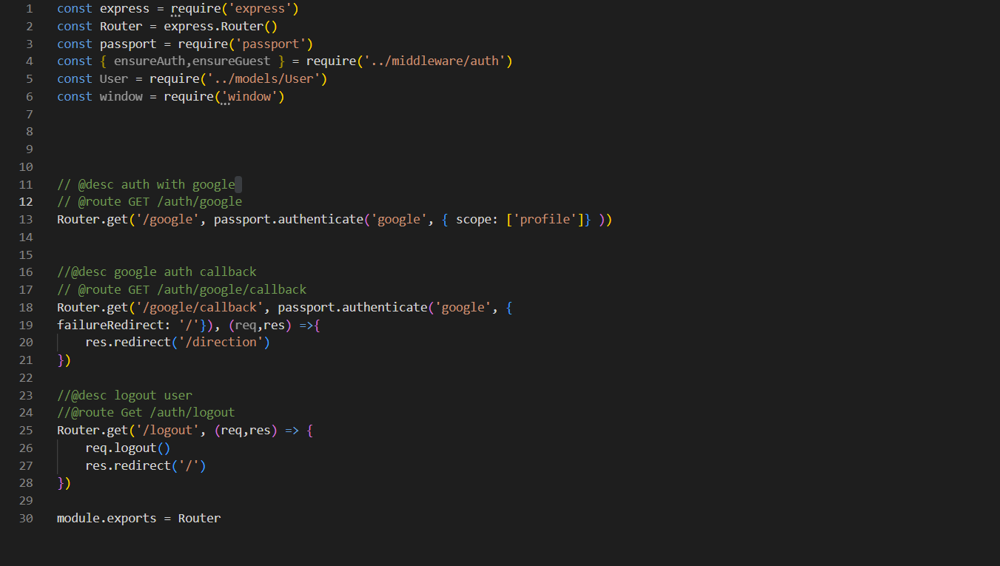 1 const express = require('express')
2 const Router = express.Router()
3 const passport = require('passport')
4 const { ensureAuth,ensureGuest } = require('../middleware/auth')
5 const User = require('../models/User')
6 const window = require('window')
7
8
9
10
11 // @desc auth with google
12 // @route GET /auth/google
13 Router.get('/google', passport.authenticate('google', { scope: ['profile']} ))
14
15
16 //@desc google auth callback
17 // @route GET /auth/google/callback
18 Router.get('/google/callback', passport.authenticate('google', {
19 failureRedirect: '/'}), (req,res) =>{
20     res.redirect('/direction')
21 })
22
23 //@desc logout user
24 //@route Get /auth/logout
25 Router.get('/logout', (req,res) => {
26     req.logout()
27     res.redirect('/')
28 })
29
30 module.exports = Router